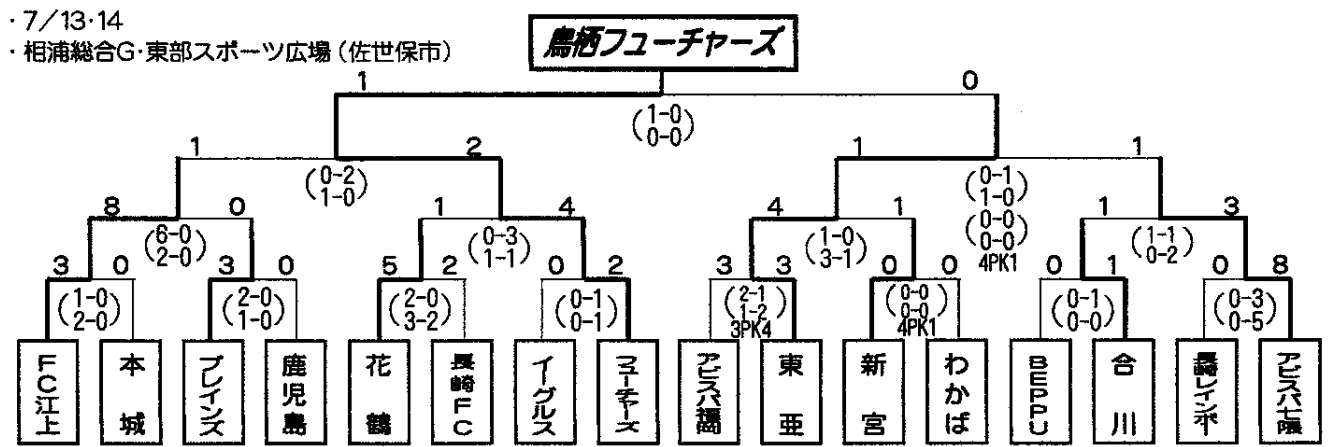 ・7/13・14
・相浦総合G・東部スポーツ広場(佐世保市)
鳥栖フューチャーズ
1 0
(1-0
0-0)
1 2 1 1
(0-2
1-0)
(0-1
1-0)
(0-0
0-0)
4PK1
8 0 1 4 4 1 1 3
(6-0
2-0)
(0-3
1-1)
(1-0
3-1)
(1-1
0-2)
3 0 3 0 5 2 0 2 3 3 0 0 0 1 0 8
(1-0
2-0)
(2-0
1-0)
(2-0
3-2)
(0-1
0-1)
(2-1
1-2)
3PK4
(0-0
0-0)
4PK1
(0-1
0-0)
(0-3
0-5)
FC江上
本城
ブレインズ
鹿児島
花鶴
長崎FC
イーグルス
フューチャーズ
アビスパ福岡
東亜
新宮
わかば
BEPPU
合川
レインボ
アビスパ七隈